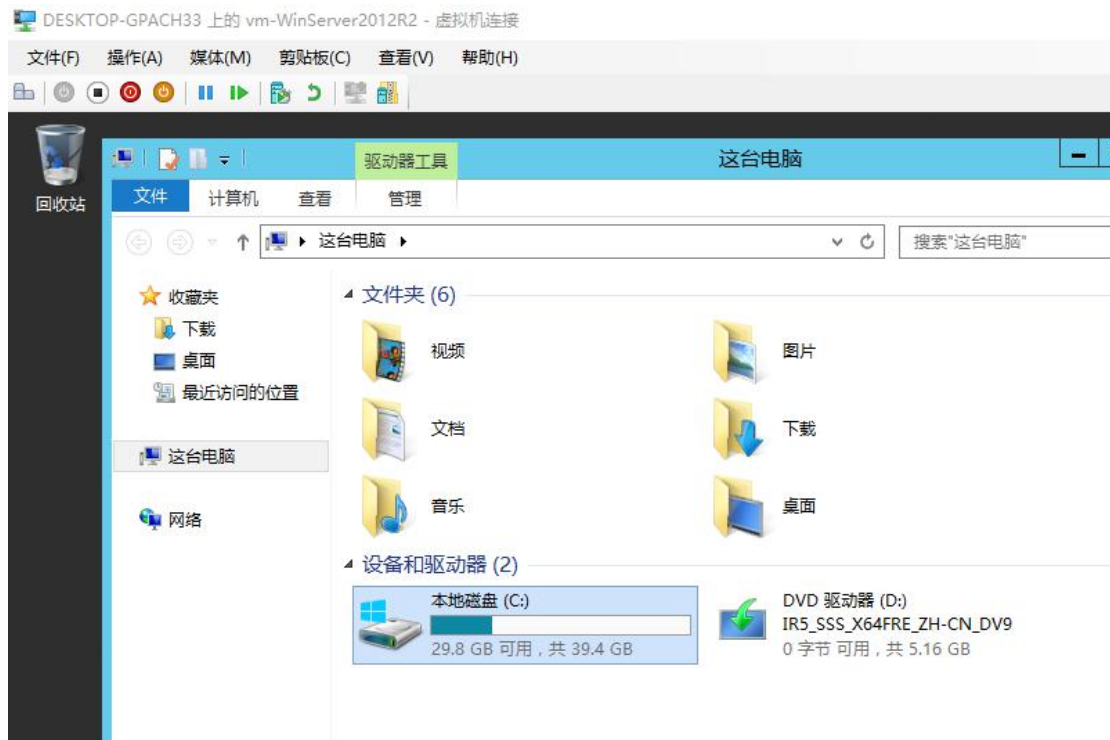 DESKTOP-GPACH33 上的 vm-WinServer2012R2 - 虚拟机连接
文件(F) 操作(A) 媒体(M) 剪贴板(C) 查看(V) 帮助(H)
回收站
驱动器工具 这台电脑
文件 计算机 查看 管理
这台电脑 搜索"这台电脑"
收藏夹
下载
桌面
最近访问的位置
这台电脑
网络
文件夹 (6)
视频 图片
文档 下载
音乐 桌面
设备和驱动器 (2)
本地磁盘 (C:)
29.8 GB 可用，共 39.4 GB
DVD 驱动器 (D:)
IR5_SSS_X64FRE_ZH-CN_DV9
0 字节 可用，共 5.16 GB